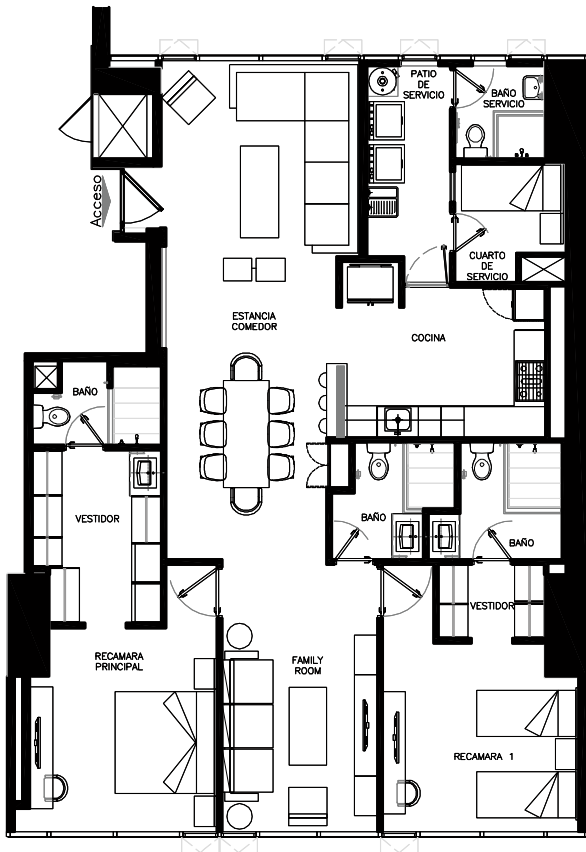 PATIO
DE
SERVICIO
BAÑO
SERVICIO
Acceso
CUARTO
DE
SERVICIO
ESTANCIA
COMEDOR
COCINA
BAÑO
VESTIDOR
BAÑO
BAÑO
VESTIDOR
RECAMARA
PRINCIPAL
FAMILY
ROOM
RECAMARA 1